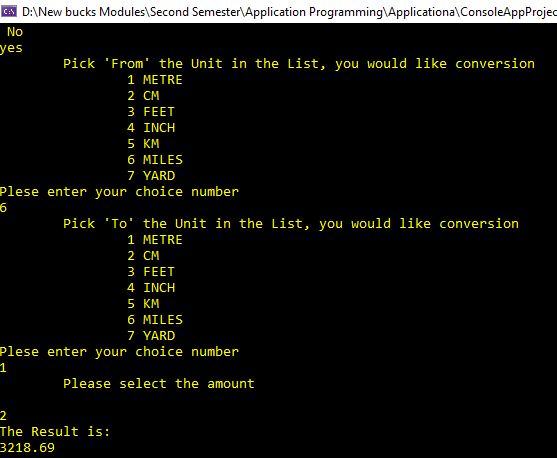 D:\New bucks Modules\Second Semester\Application Programming\Applicationa\ConsoleAppProjec
No
yes
Pick 'From' the Unit in the List, you would like conversion
1 METRE
2 CM
3 FEET
4 INCH
5 KM
6 MILES
7 YARD
Plese enter your choice number
6
Pick 'To' the Unit in the List, you would like conversion
1 METRE
2 CM
3 FEET
4 INCH
5 KM
6 MILES
7 YARD
Plese enter your choice number
1
Please select the amount
2
The Result is:
3218.69